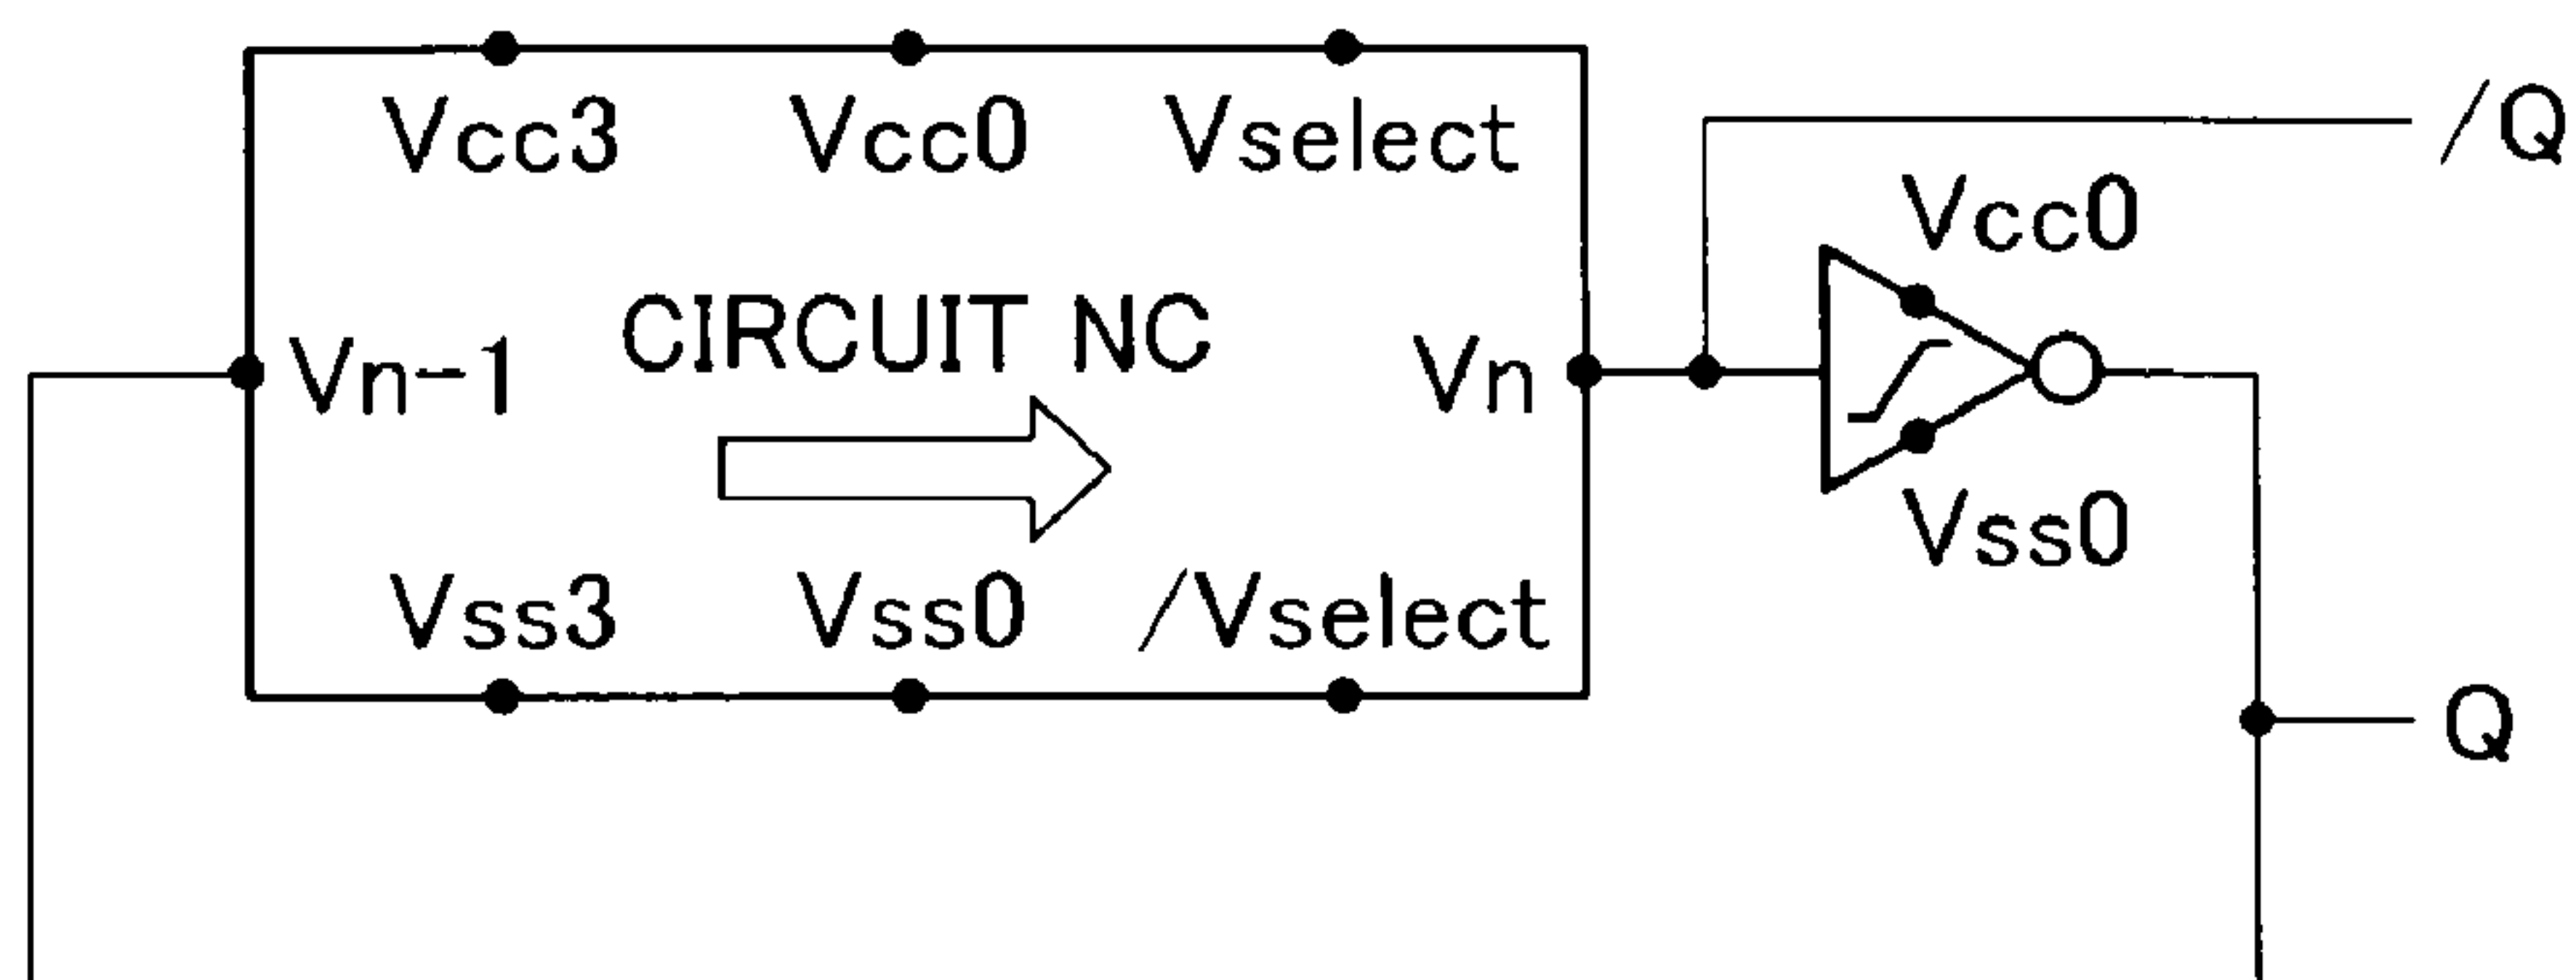 Vcc3 Vcc0 Vselect
/Q
Vcc0
CIRCUIT NC
Vn-1
Vn
Vss0
Vss3 Vss0 /Vselect
Q